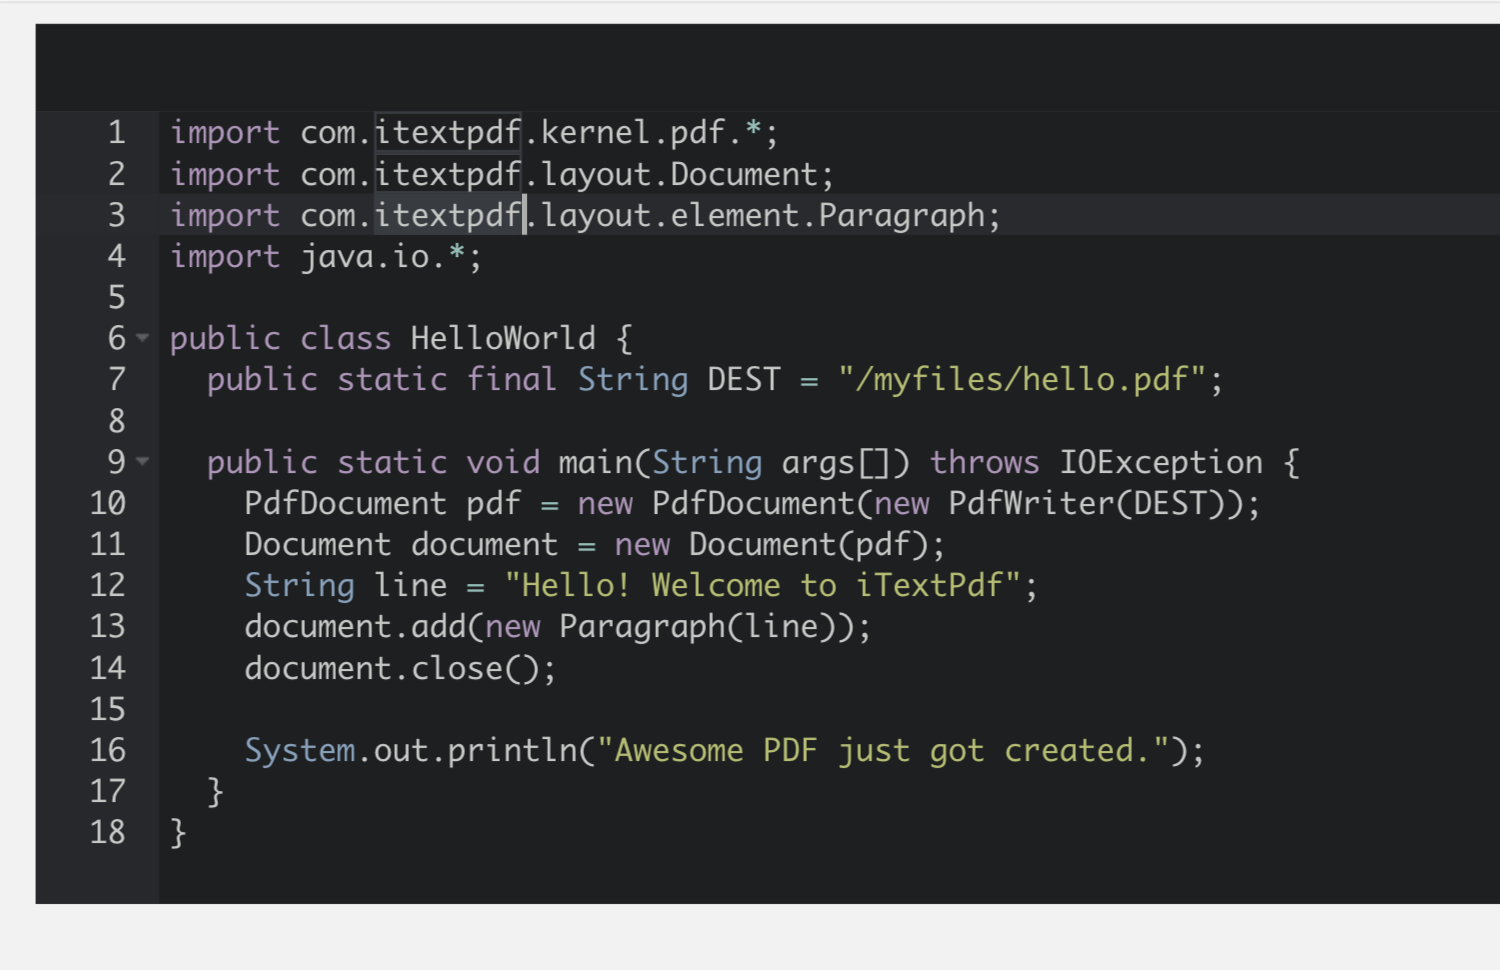 1 import com.itextpdf.kernel.pdf.*;
2 import com.itextpdf.layout.Document;
3 import com.itextpdf.layout.element.Paragraph;
4 import java.io.*;
5
6 public class HelloWorld {
7   public static final String DEST = "/myfiles/hello.pdf";
8
9   public static void main(String args[]) throws IOException {
10     PdfDocument pdf = new PdfDocument(new PdfWriter(DEST));
11     Document document = new Document(pdf);
12     String line = "Hello! Welcome to iTextPdf";
13     document.add(new Paragraph(line));
14     document.close();
15
16     System.out.println("Awesome PDF just got created.");
17   }
18 }